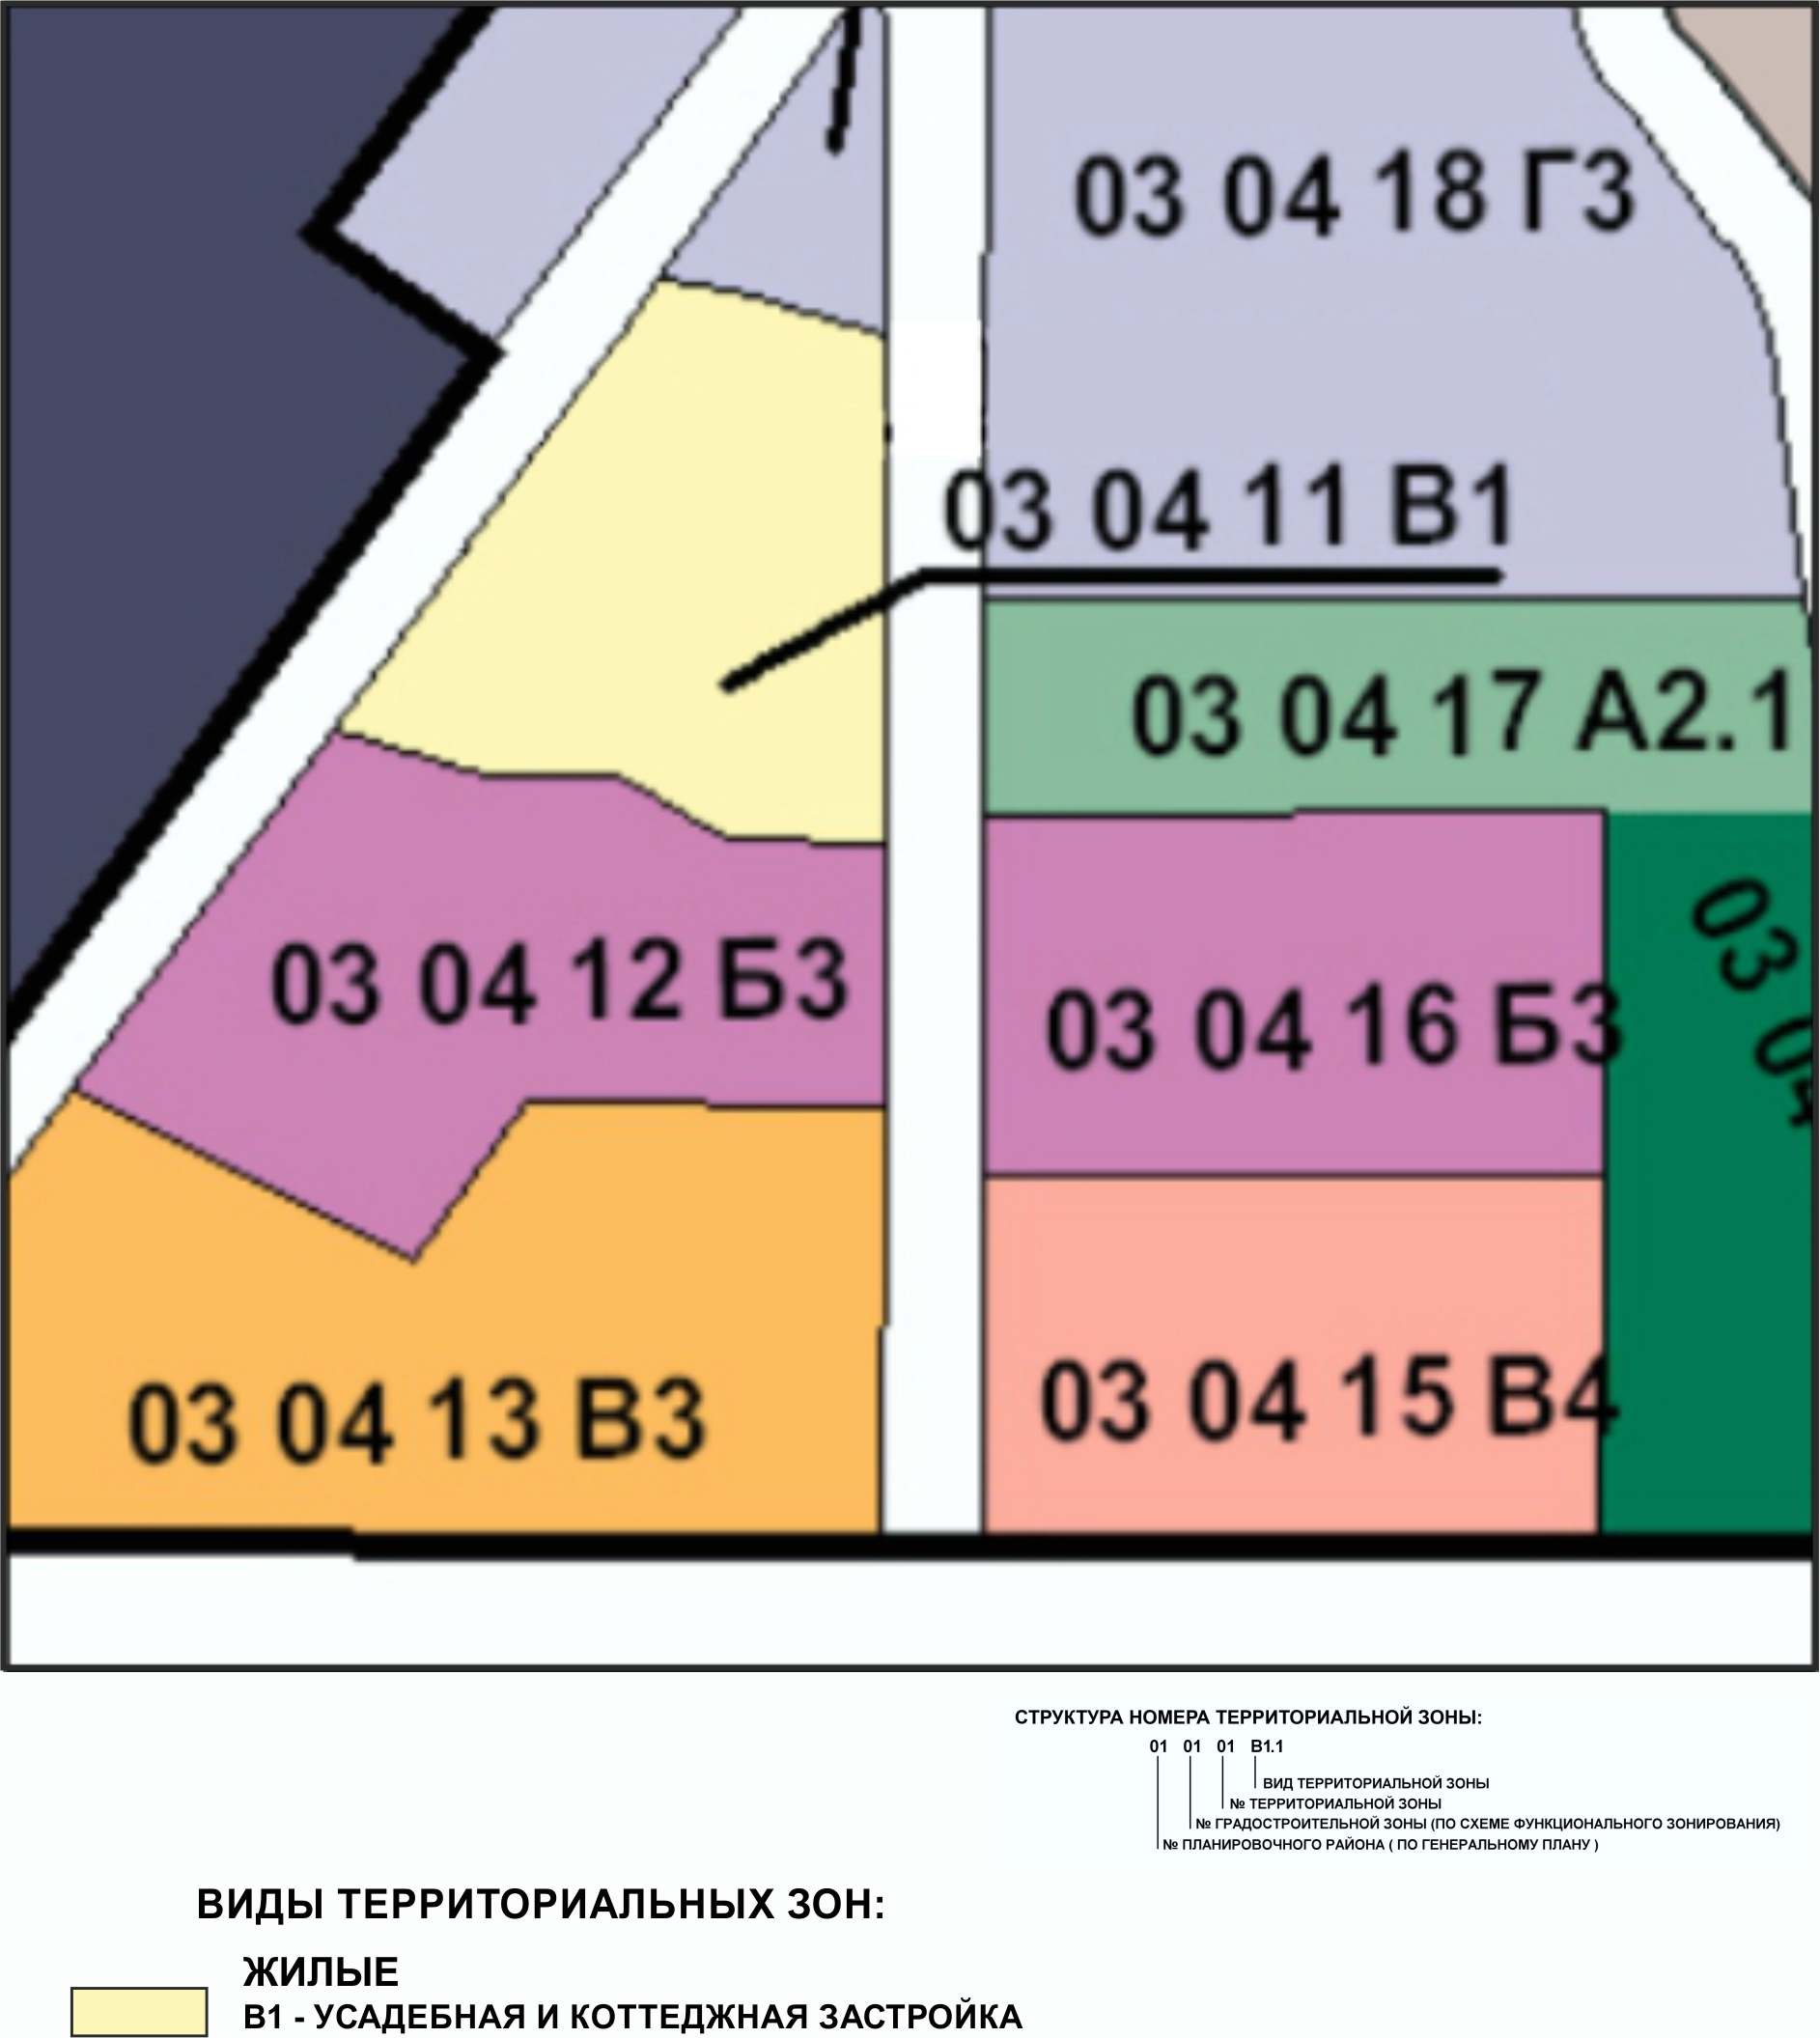 03 04 18 Г3
03 04 11 В1
03 04 17 А2.1
03 04
03 04 12 Б3
03 04 16 Б3
03 04 13 В3
03 04 15 В4
СТРУКТУРА НОМЕРА ТЕРРИТОРИАЛЬНОЙ ЗОНЫ:
01 01 01 В1.1
ВИД ТЕРРИТОРИАЛЬНОЙ ЗОНЫ
№ ТЕРРИТОРИАЛЬНОЙ ЗОНЫ
№ ГРАДОСТРОИТЕЛЬНОЙ ЗОНЫ (ПО СХЕМЕ ФУНКЦИОНАЛЬНОГО ЗОНИРОВАНИЯ)
№ ПЛАНИРОВОЧНОГО РАЙОНА ( ПО ГЕНЕРАЛЬНОМУ ПЛАНУ )
ВИДЫ ТЕРРИТОРИАЛЬНЫХ ЗОН:
ЖИЛЫЕ
В1 - УСАДЕБНАЯ И КОТТЕДЖНАЯ ЗАСТРОЙКА